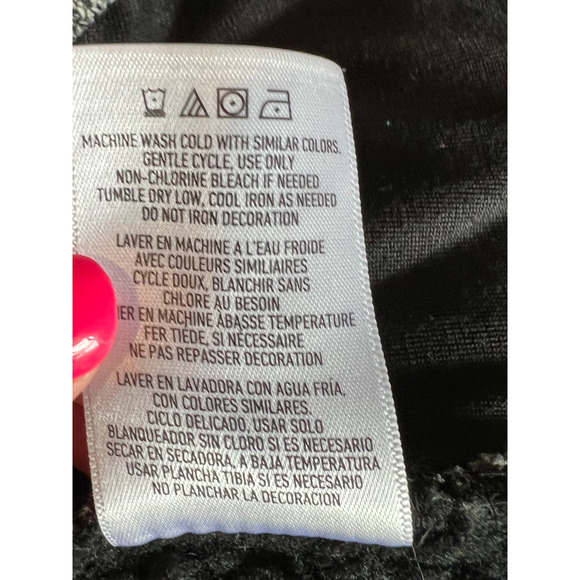 MACHINE WASH COLD WITH SIMILAR COLORS.
GENTLE CYCLE, USE ONLY
NON-CHLORINE BLEACH IF NEEDED
TUMBLE DRY LOW, COOL IRON AS NEEDED
DO NOT IRON DECORATION
LAVER EN MACHINE A L'EAU FROIDE
AVEC COULEURS SIMILIAIRES
CYCLE DOUX, BLANCHIR SANS
CHLORE AU BESOIN
EN MACHINE ABASSE TEMPERATURE
FER TIÈDE, SI NÉCESSAIRE
NE PAS REPASSER DECORATION
LAVER EN LAVADORA CON AGUA FRÍA,
CON COLORES SIMILARES.
CICLO DELICADO, USAR SOLO
BLANQUEADOR SIN CLORO SI ES NECESARIO
SECAR EN SECADORA, A BAJA TEMPERATURA
USAR PLANCHA TIBIA SI ES NECESARIO
NO PLANCHAR LA DECORACIÓN